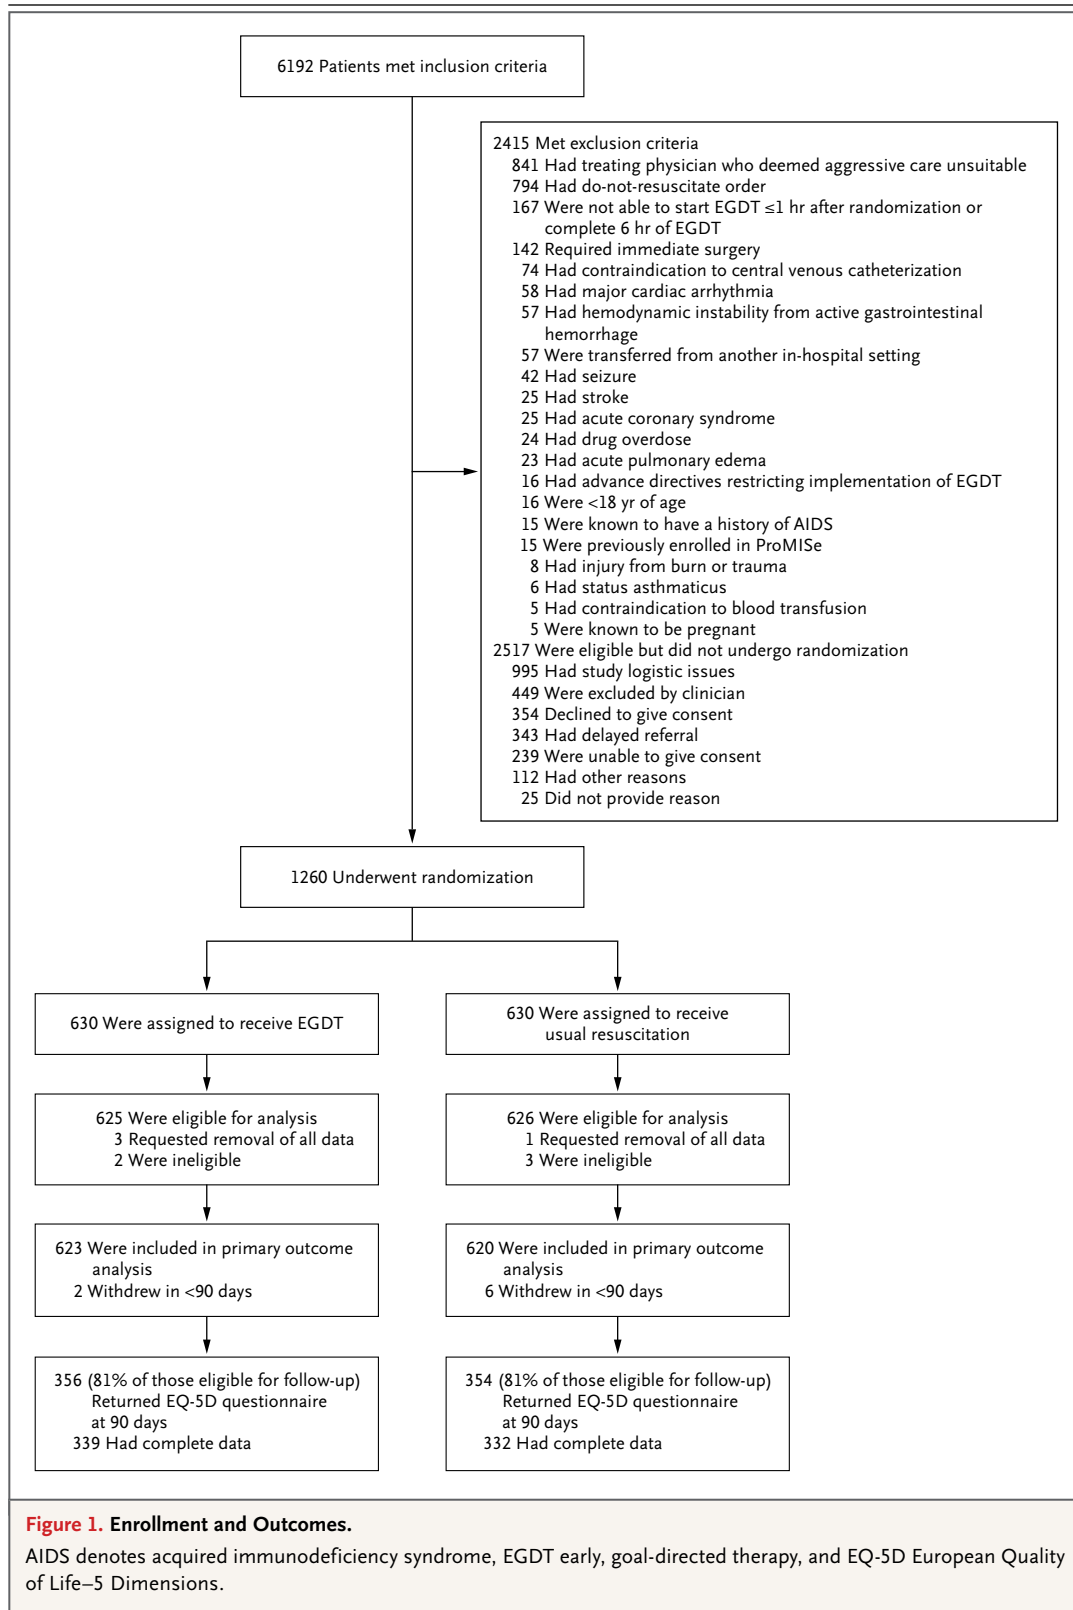 6192 Patients met inclusion criteria
2415 Met exclusion criteria
841 Had treating physician who deemed aggressive care unsuitable
794 Had do-not-resuscitate order
167 Were not able to start EGDT ≤1 hr after randomization or
complete 6 hr of EGDT
142 Required immediate surgery
74 Had contraindication to central venous catheterization
58 Had major cardiac arrhythmia
57 Had hemodynamic instability from active gastrointestinal
hemorrhage
57 Were transferred from another in-hospital setting
42 Had seizure
25 Had stroke
25 Had acute coronary syndrome
24 Had drug overdose
23 Had acute pulmonary edema
16 Had advance directives restricting implementation of EGDT
16 Were <18 yr of age
15 Were known to have a history of AIDS
15 Were previously enrolled in ProMISe
8 Had injury from burn or trauma
6 Had status asthmaticus
5 Had contraindication to blood transfusion
5 Were known to be pregnant
2517 Were eligible but did not undergo randomization
995 Had study logistic issues
449 Were excluded by clinician
354 Declined to give consent
343 Had delayed referral
239 Were unable to give consent
112 Had other reasons
25 Did not provide reason
1260 Underwent randomization
630 Were assigned to receive EGDT
630 Were assigned to receive
usual resuscitation
625 Were eligible for analysis
3 Requested removal of all data
2 Were ineligible
626 Were eligible for analysis
1 Requested removal of all data
3 Were ineligible
623 Were included in primary outcome
analysis
2 Withdrew in <90 days
620 Were included in primary outcome
analysis
6 Withdrew in <90 days
356 (81% of those eligible for follow-up)
Returned EQ-5D questionnaire
at 90 days
339 Had complete data
354 (81% of those eligible for follow-up)
Returned EQ-5D questionnaire
at 90 days
332 Had complete data
Figure 1. Enrollment and Outcomes.
AIDS denotes acquired immunodeficiency syndrome, EGDT early, goal-directed therapy, and EQ-5D European Quality
of Life–5 Dimensions.